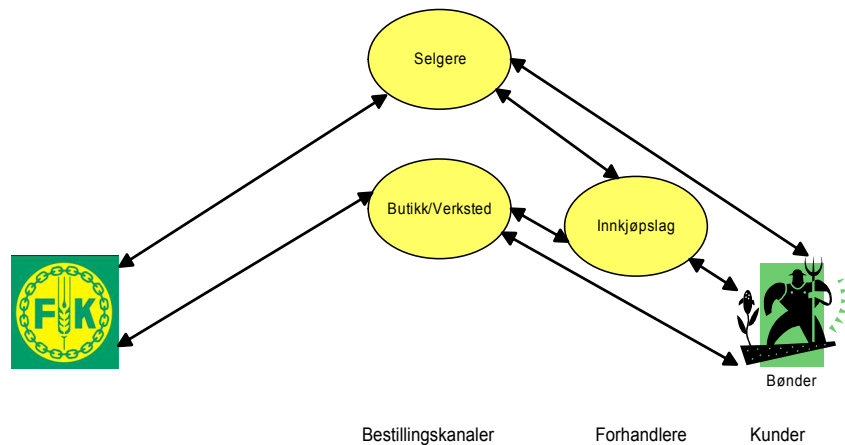 Selgere
Butikk/Verksted
Innkjøpslag
FK
Bønder
Bestillingskanaler Forhandlere Kunder